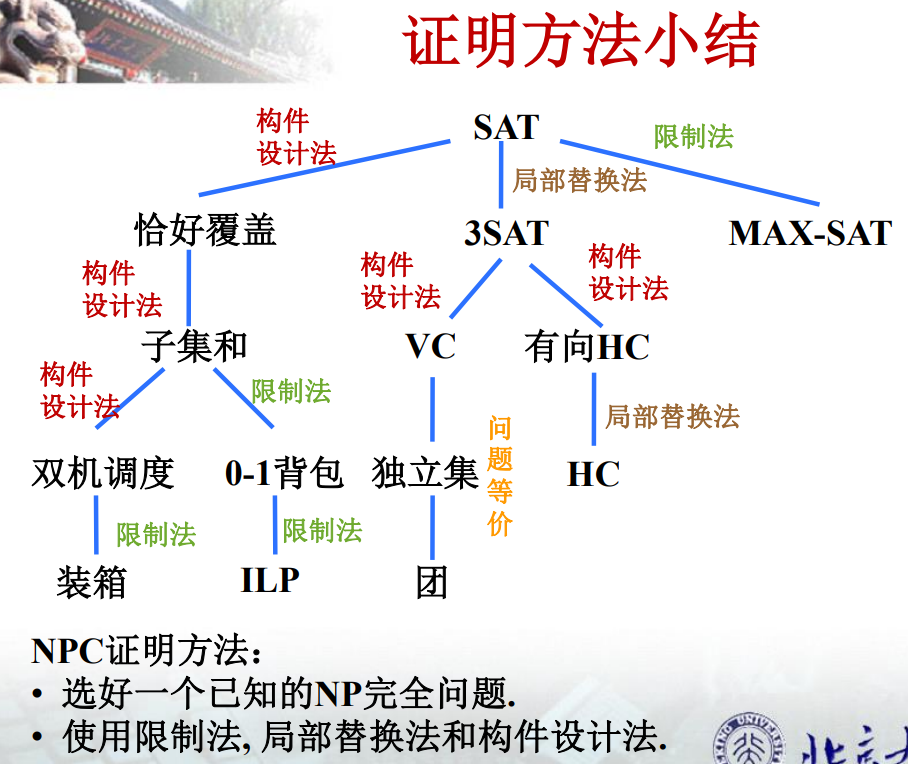 证明方法小结
SAT
构件
设计法
局部替换法
限制法
恰好覆盖
3SAT
MAX-SAT
构件
设计法
构件
设计法
构件
设计法
子集和
VC
有向HC
构件
设计法
限制法
问
题
等
价
局部替换法
双机调度
0-1背包
独立集
HC
限制法
限制法
装箱
ILP
团
NPC证明方法：
• 选好一个已知的NP完全问题.
• 使用限制法, 局部替换法和构件设计法.